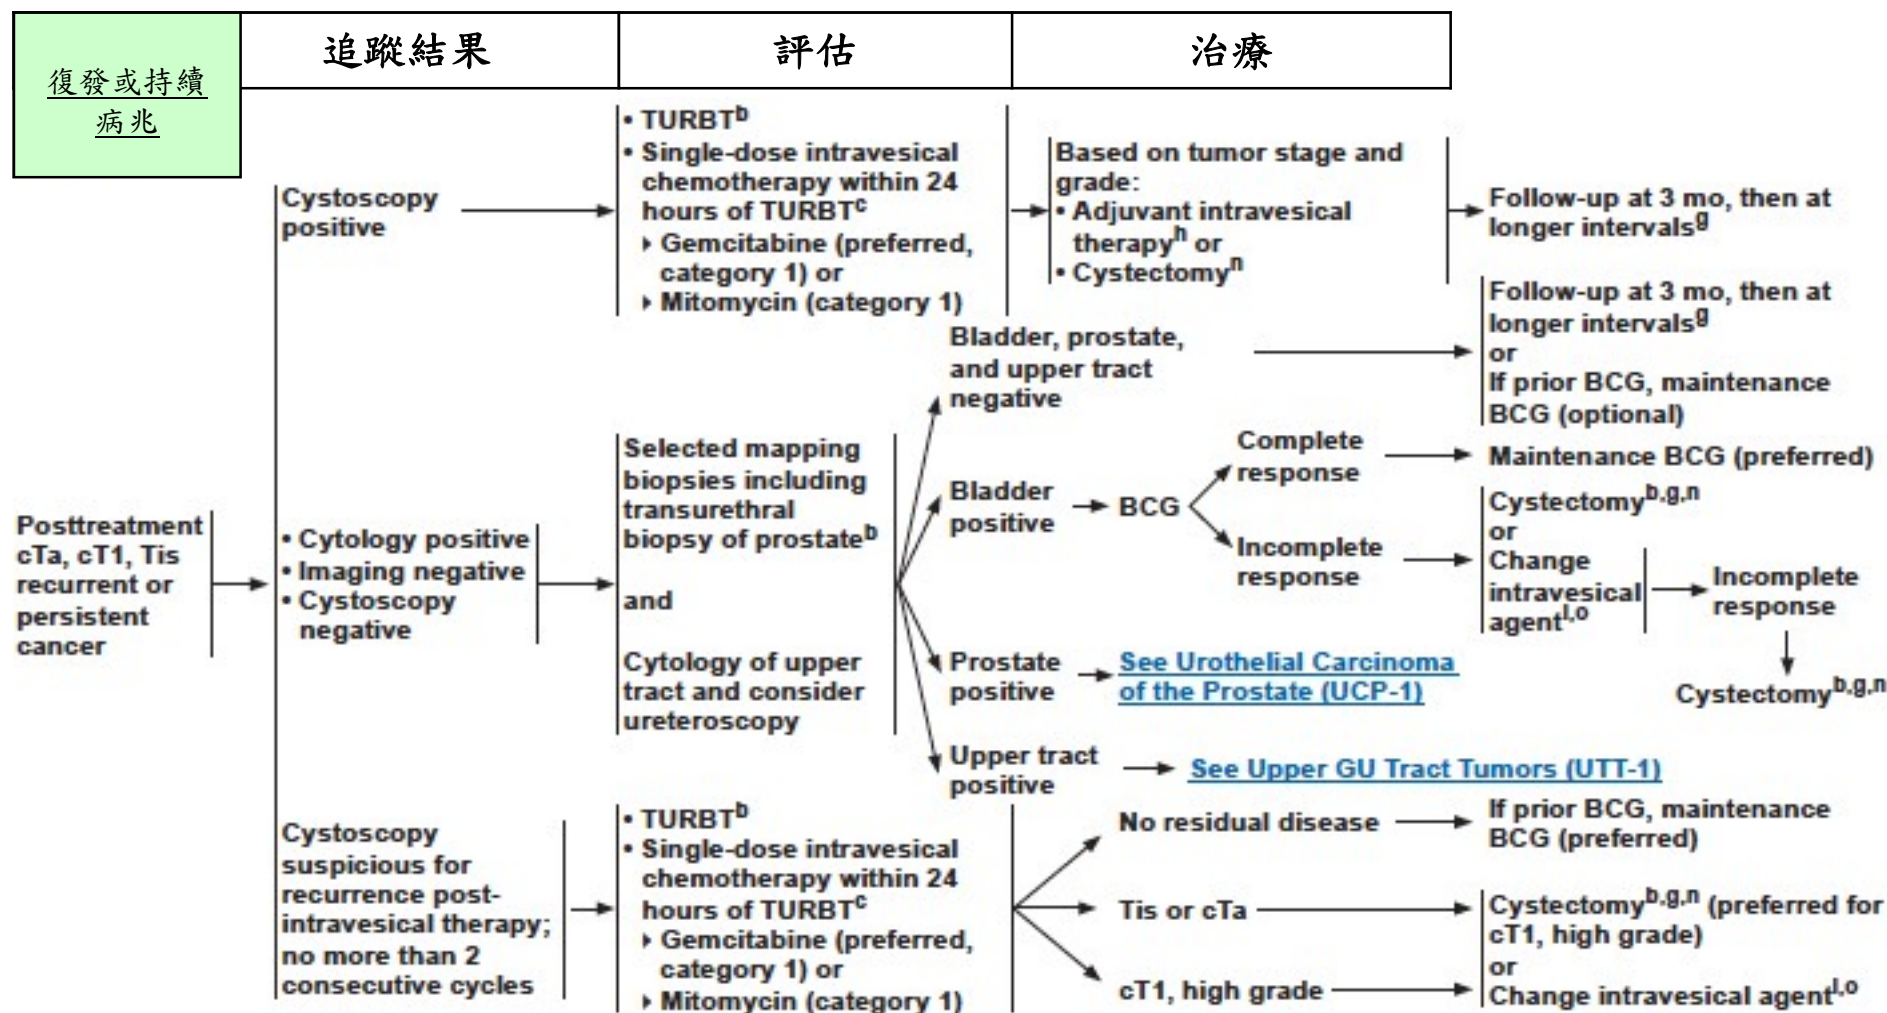 復發或持續
病兆
追蹤結果
評估
治療
Posttreatment
cTa, cT1, Tis
recurrent or
persistent
cancer
Cystoscopy
positive
• TURBTb
• Single-dose intravesical
chemotherapy within 24
hours of TURBTc
▸ Gemcitabine (preferred,
category 1) or
▸ Mitomycin (category 1)
Based on tumor stage and
grade:
• Adjuvant intravesical
therapyh or
• Cystectomyn
Follow-up at 3 mo, then at
longer intervalsg
• Cytology positive
• Imaging negative
• Cystoscopy
negative
Selected mapping
biopsies including
transurethral
biopsy of prostateb
and
Cytology of upper
tract and consider
ureteroscopy
Bladder, prostate,
and upper tract
negative
Follow-up at 3 mo, then at
longer intervalsg
or
If prior BCG, maintenance
BCG (optional)
Bladder
positive
BCG
Complete
response
Maintenance BCG (preferred)
Incomplete
response
Cystectomyb,g,n
or
Change
intravesical
agentl,o
Incomplete
response
Cystectomyb,g,n
Prostate
positive
See Urothelial Carcinoma
of the Prostate (UCP-1)
Upper tract
positive
See Upper GU Tract Tumors (UTT-1)
Cystoscopy
suspicious for
recurrence post-
intravesical therapy;
no more than 2
consecutive cycles
• TURBTb
• Single-dose intravesical
chemotherapy within 24
hours of TURBTc
▸ Gemcitabine (preferred,
category 1) or
▸ Mitomycin (category 1)
No residual disease
If prior BCG, maintenance
BCG (preferred)
Tis or cTa
cT1, high grade
Cystectomyb,g,n (preferred for
cT1, high grade)
or
Change intravesical agentl,o